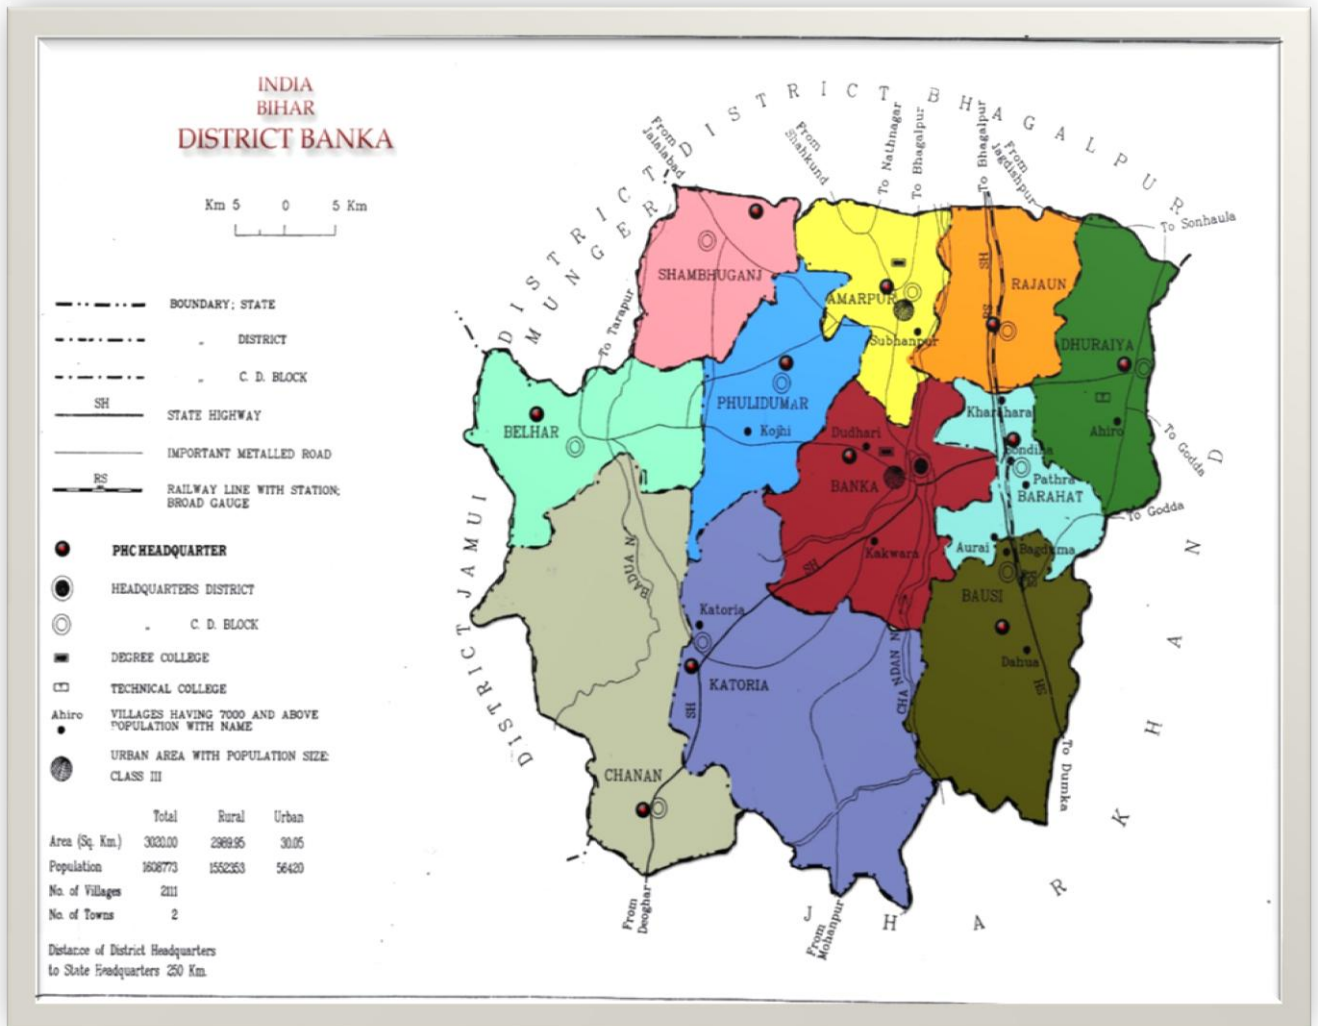 INDIA
BIHAR
DISTRICT BANKA
Km 5 0 5 Km
BOUNDARY; STATE
" DISTRICT
" C. D. BLOCK
SH STATE HIGHWAY
IMPORTANT METALLED ROAD
RS RAILWAY LINE WITH STATION;
BROAD GAUGE
PHC HEADQUARTER
HEADQUARTERS DISTRICT
" C. D. BLOCK
DEGREE COLLEGE
TECHNICAL COLLEGE
Ahiro VILLAGES HAVING 7000 AND ABOVE
POPULATION WITH NAME
URBAN AREA WITH POPULATION SIZE:
CLASS III
Total Rural Urban
Area (Sq. Km.) 3020.00 2989.95 30.05
Population 1608773 1552353 56420
No. of Villages 2111
No. of Towns 2
Distance of District Headquarters
to State Headquarters 250 Km.
DISTRICT BHAGALPUR
DISTRICT
MUNGER
DISTRICT JAMUI
JHARKHAND
From
Jalalabad
From
Shahkund
To Nathnagar
To Bhagalpur
To Bhagalpur
From
Jagdishpur
To Sonhaula
To Tarapur
To Godda
To Godda
To Dumka
From
Deoghar
From
Mohanpur
SHAMBHUGANJ
AMARPUR
Subhanpur
SH
RS
RAJAUN
DHURAIYA
Ahiro
BELHAR
PHULIDUMAR
Kojhi
Dudhari
BANKA
Kakwara
SH
Kharahara
Sondiha
Pathra
BARAHAT
Aurai
Bagduma
BAUSI
Dahua
SH
BADUA N
Katoria
KATORIA
SH
CHANDAN N
CHANAN